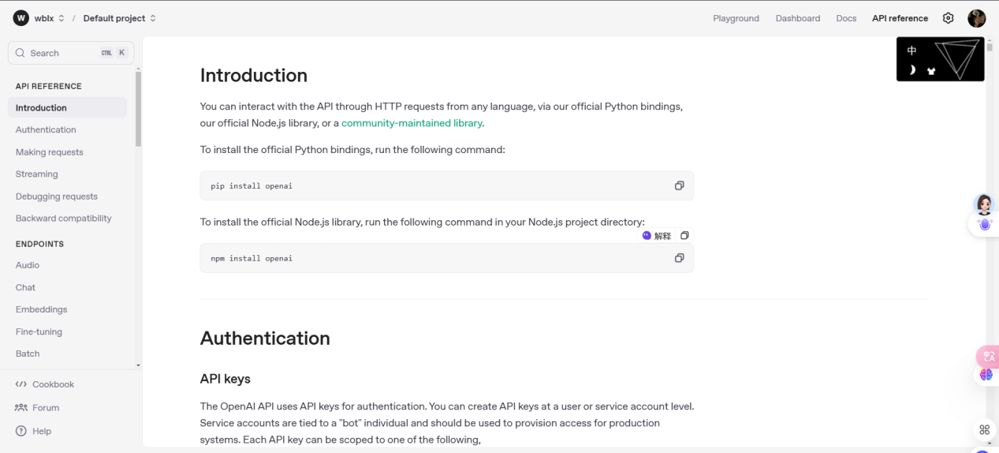 W wblx / Default project
Playground Dashboard Docs API reference
Search CTRL K
API REFERENCE
Introduction
Authentication
Making requests
Streaming
Debugging requests
Backward compatibility
ENDPOINTS
Audio
Chat
Embeddings
Fine-tuning
Batch
Cookbook
Forum
Help
Introduction
You can interact with the API through HTTP requests from any language, via our official Python bindings,
our official Node.js library, or a community-maintained library.
To install the official Python bindings, run the following command:
pip install openai
To install the official Node.js library, run the following command in your Node.js project directory:
解释
npm install openai
Authentication
API keys
The OpenAI API uses API keys for authentication. You can create API keys at a user or service account level.
Service accounts are tied to a "bot" individual and should be used to provision access for production
systems. Each API key can be scoped to one of the following,
中
中A